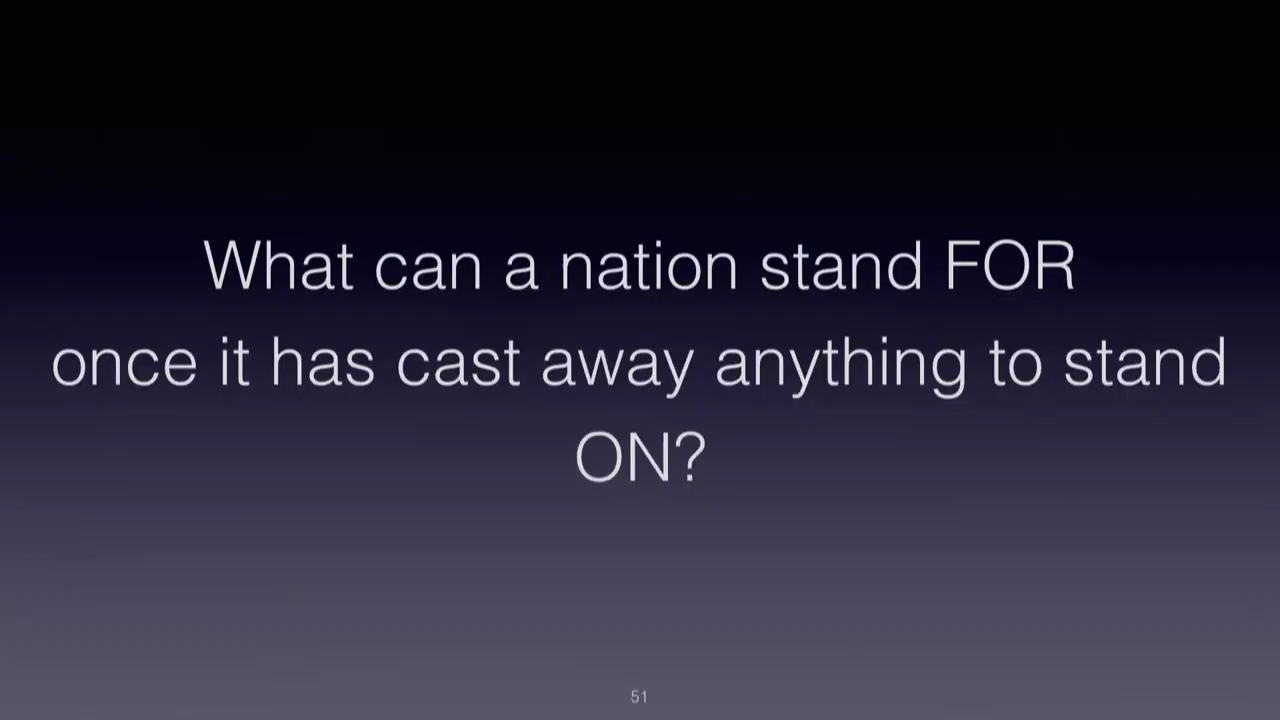 What can a nation stand FOR
once it has cast away anything to stand
ON?
51